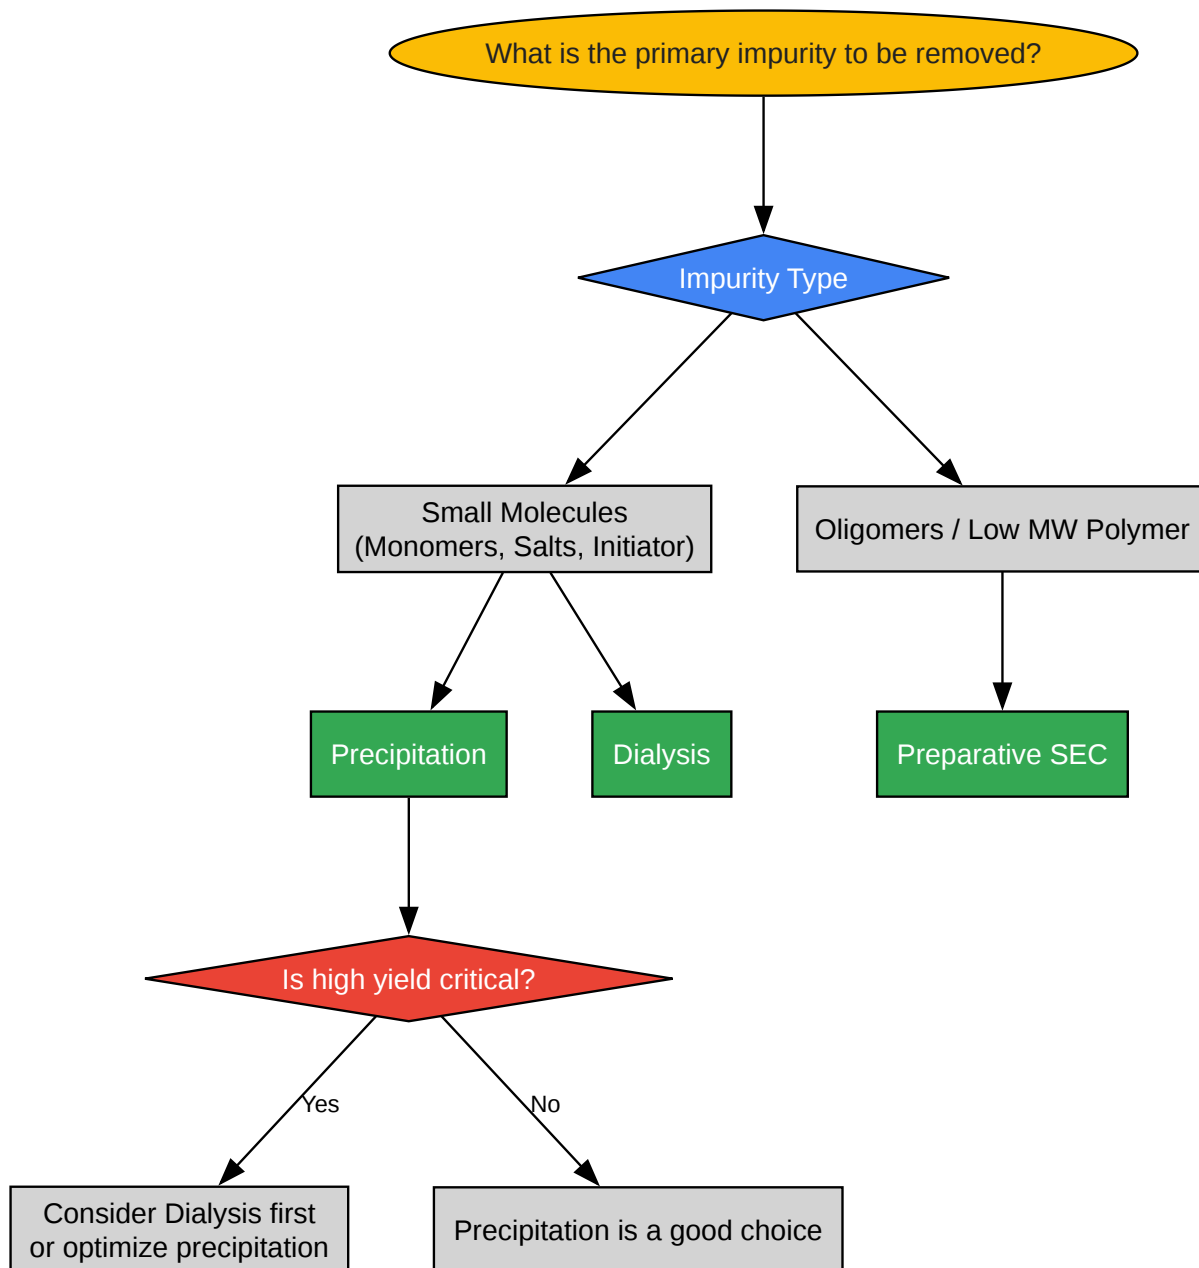 What is the primary impurity to be removed?
Impurity Type
Small Molecules
(Monomers, Salts, Initiator)
Oligomers / Low MW Polymer
Precipitation
Dialysis
Preparative SEC
Is high yield critical?
Yes
No
Consider Dialysis first
or optimize precipitation
Precipitation is a good choice